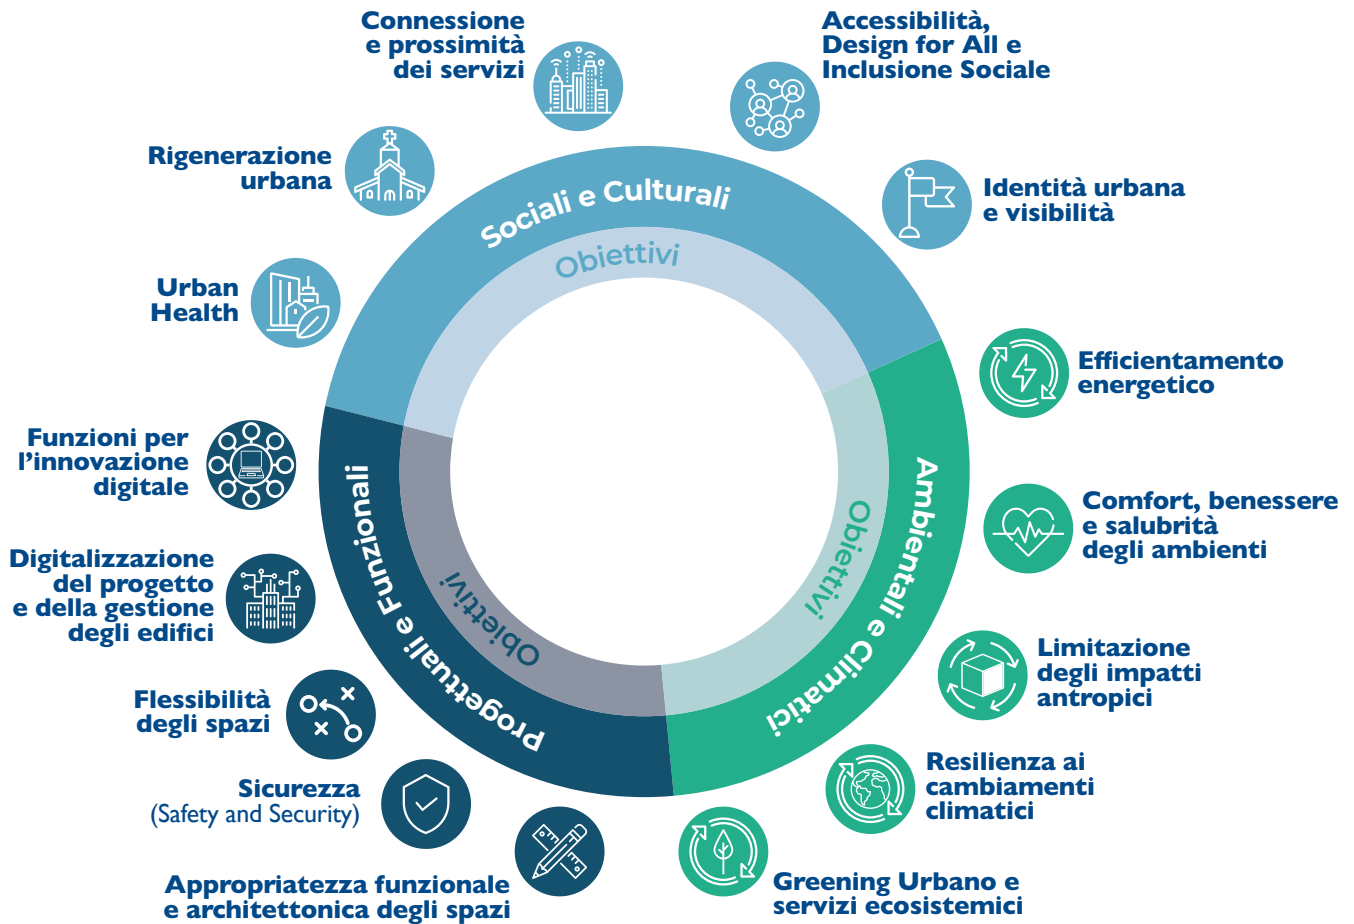 Connessione
e prossimità
dei servizi
Accessibilità,
Design for All e
Inclusione Sociale
Rigenerazione
urbana
Identità urbana
e visibilità
Urban
Health
Sociali e Culturali
Obiettivi
Efficientamento
energetico
Comfort, benessere
e salubrità
degli ambienti
Limitazione
degli impatti
antropici
Resilienza ai
cambiamenti
climatici
Greening Urbano e
servizi ecosistemici
Ambientali e Climatici
Obiettivi
Funzioni per
l'innovazione
digitale
Digitalizzazione
del progetto
e della gestione
degli edifici
Flessibilità
degli spazi
Sicurezza
(Safety and Security)
Appropriatezza funzionale
e architettonica degli spazi
Progettuali e Funzionali
Obiettivi